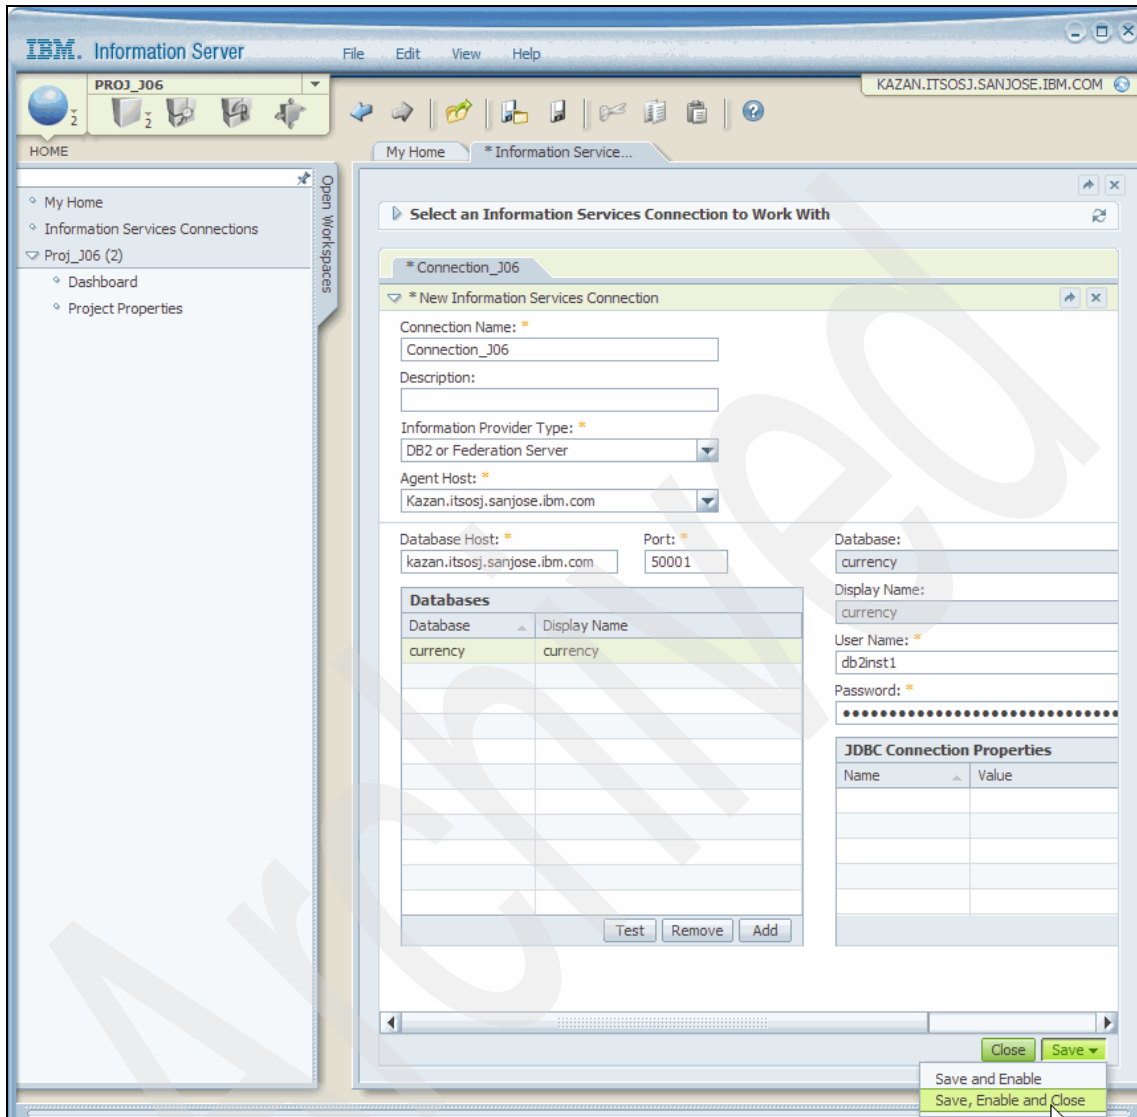 IBM. Information Server
File Edit View Help
PROJ_J06
KAZAN.ITSOSJ.SANJOSE.IBM.COM
2
2
HOME
My Home
* Information Service...
Open Workspaces
My Home
Information Services Connections
Proj_J06 (2)
Dashboard
Project Properties
Select an Information Services Connection to Work With
* Connection_J06
* New Information Services Connection
Connection Name: *
Connection_J06
Description:
Information Provider Type: *
DB2 or Federation Server
Agent Host: *
Kazan.itsosj.sanjose.ibm.com
Database Host: * Port: *
kazan.itsosj.sanjose.ibm.com 50001
Databases
Database Display Name
currency currency
Test Remove Add
Database:
currency
Display Name:
currency
User Name: *
db2inst1
Password: *
••••••••••••••••••••••••••••••
JDBC Connection Properties
Name Value
Close Save
Save and Enable
Save, Enable and Close
Archived